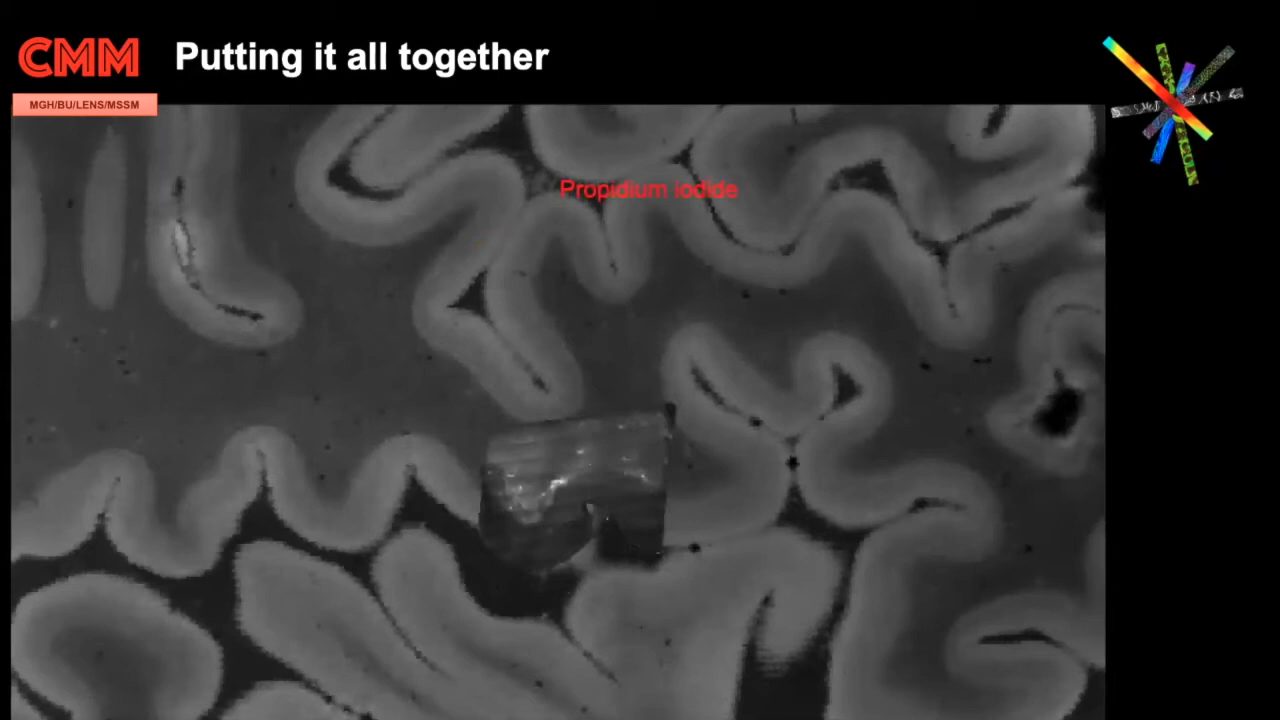 CMM
Putting it all together
MGH/BU/LENS/MSSM
Propidium iodide